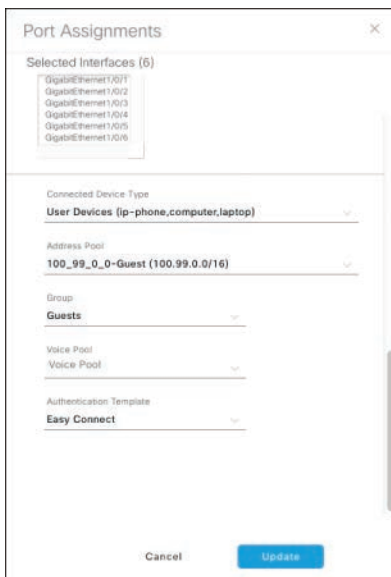 Port Assignments
Selected Interfaces (6)
GigabitEthernet1/0/1
GigabitEthernet1/0/2
GigabitEthernet1/0/3
GigabitEthernet1/0/4
GigabitEthernet1/0/5
GigabitEthernet1/0/6
Connected Device Type
User Devices (ip-phone,computer,laptop)
Address Pool
100_99_0_0-Guest (100.99.0.0/16)
Group
Guests
Voice Pool
Voice Pool
Authentication Template
Easy Connect
Cancel
Update